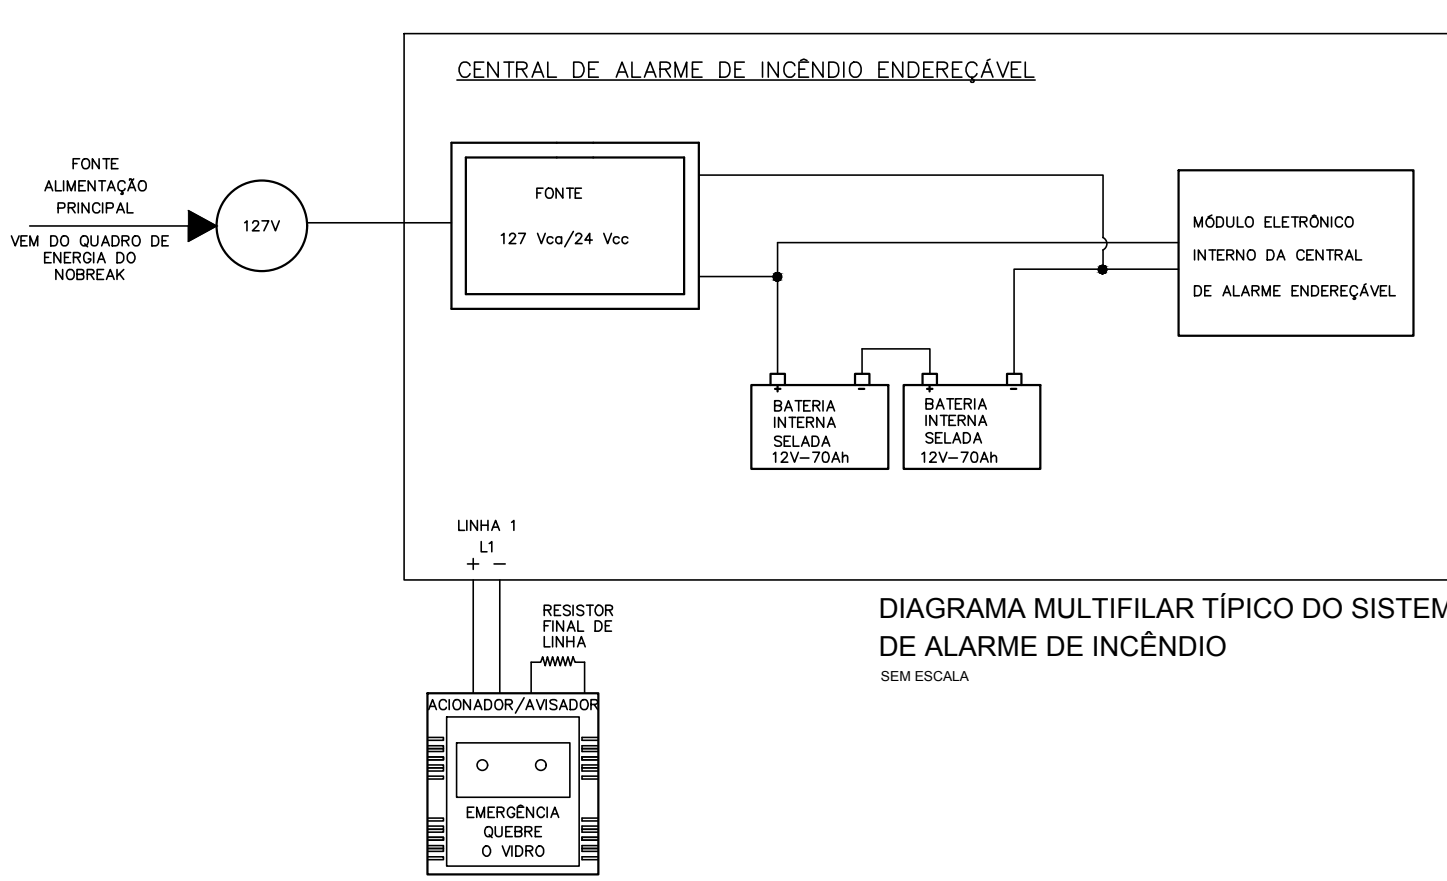 CENTRAL DE ALARME DE INCÊNDIO ENDEREÇÁVEL
FONTE
ALIMENTAÇÃO
PRINCIPAL
VEM DO QUADRO DE
ENERGIA DO
NOBREAK
127V
FONTE
127 Vca/24 Vcc
MÓDULO ELETRÔNICO
INTERNO DA CENTRAL
DE ALARME ENDEREÇÁVEL
+ -
BATERIA
INTERNA
SELADA
12V-70Ah
+ -
BATERIA
INTERNA
SELADA
12V-70Ah
LINHA 1
L1
+ -
RESISTOR
FINAL DE
LINHA
ACIONADOR/AVISADOR
EMERGÊNCIA
QUEBRE
O VIDRO
DIAGRAMA MULTIFILAR TÍPICO DO SISTEM
DE ALARME DE INCÊNDIO
SEM ESCALA